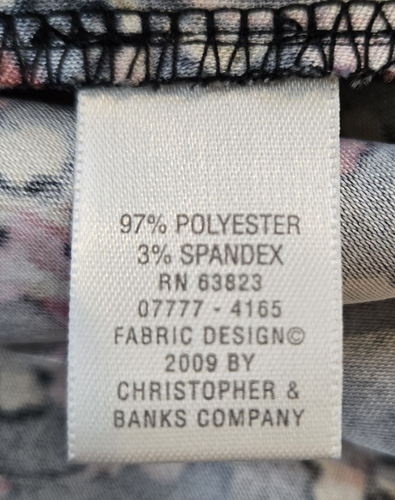 97% POLYESTER
3% SPANDEX
RN 63823
07777 - 4165
FABRIC DESIGN©
2009 BY
CHRISTOPHER &
BANKS COMPANY